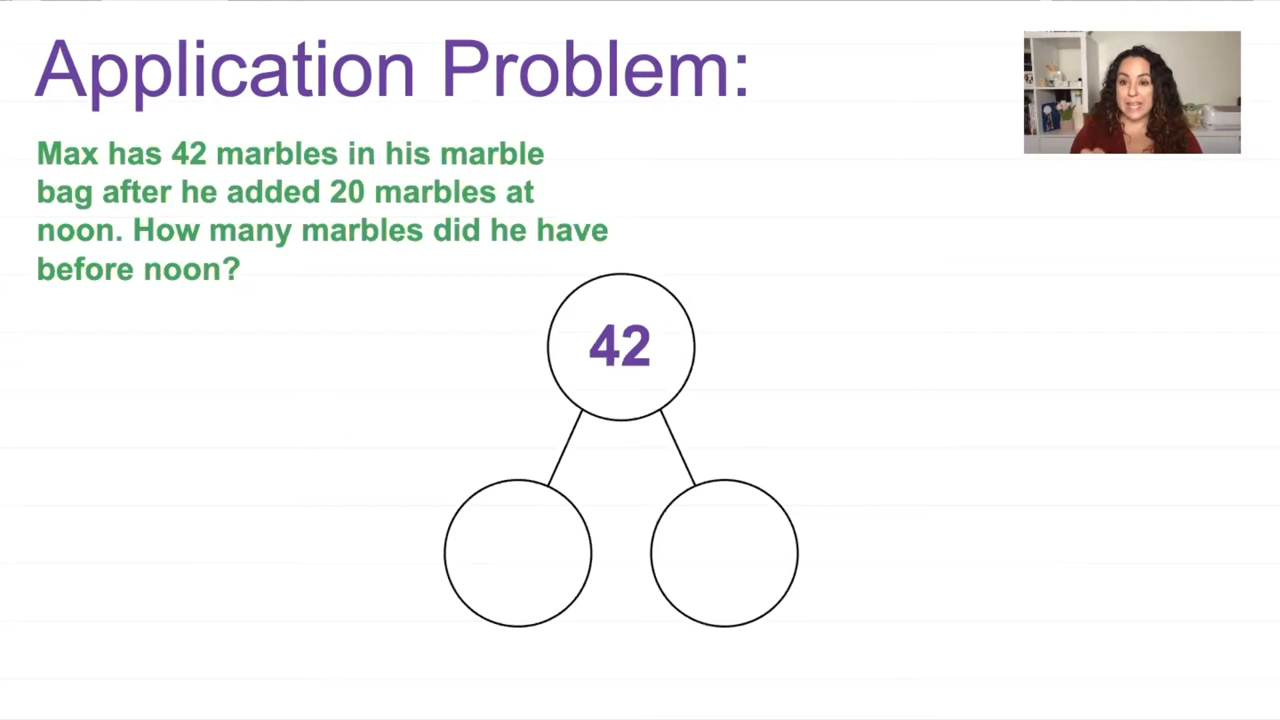 Application Problem:
Max has 42 marbles in his marble
bag after he added 20 marbles at
noon. How many marbles did he have
before noon?
42